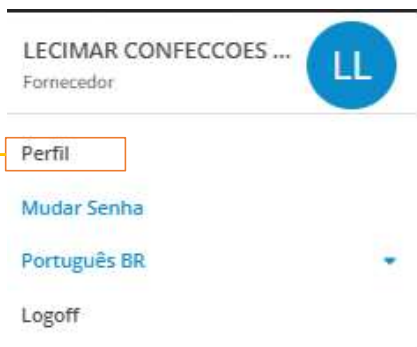 LECIMAR CONFECCOES ...
LL
Fornecedor
Perfil
Mudar Senha
Português BR
Logoff